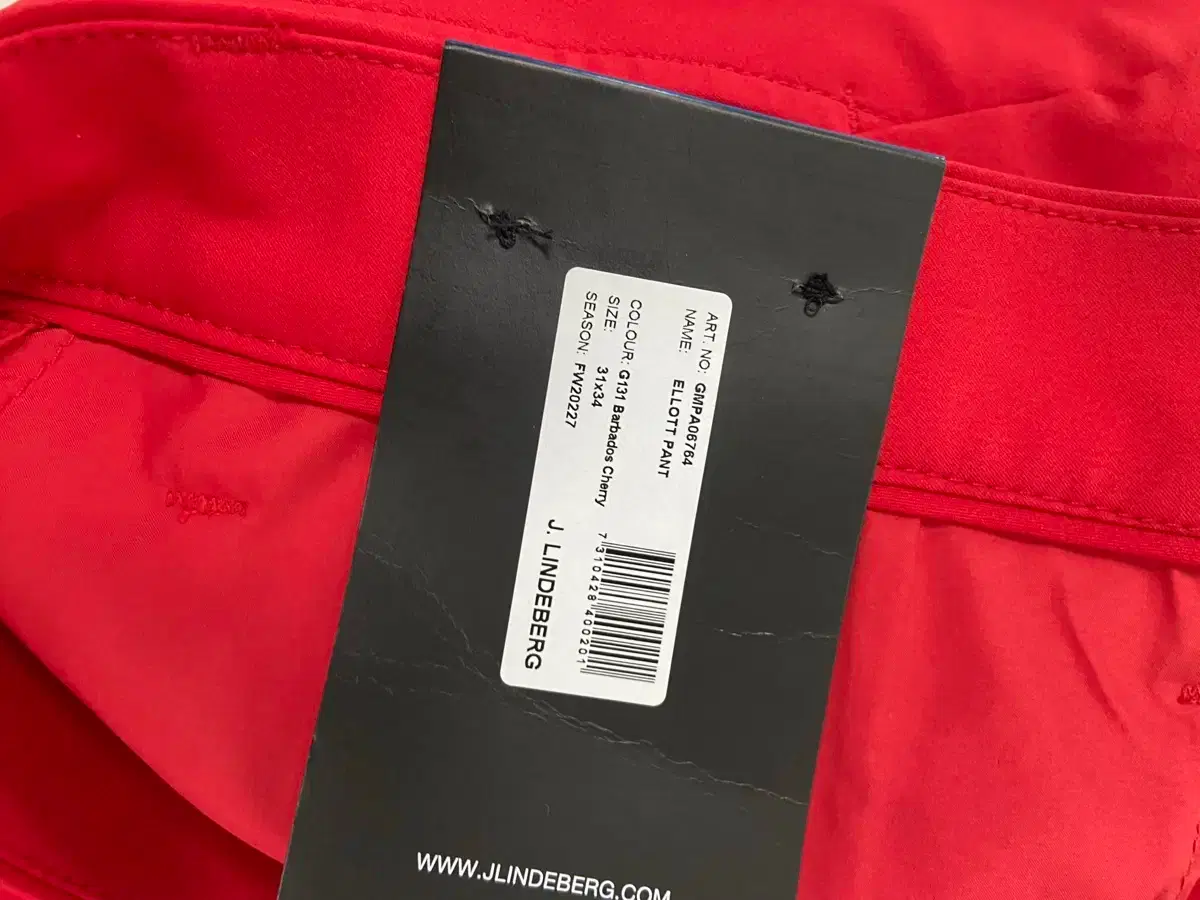 ART. NO: GMPA06764
NAME: ELLOTT PANT
COLOUR: G131 Barbados Cherry
SIZE: 31x34
SEASON: FW20227
7 310428 400201
J. LINDEBERG
WWW.JLINDEBERG.COM